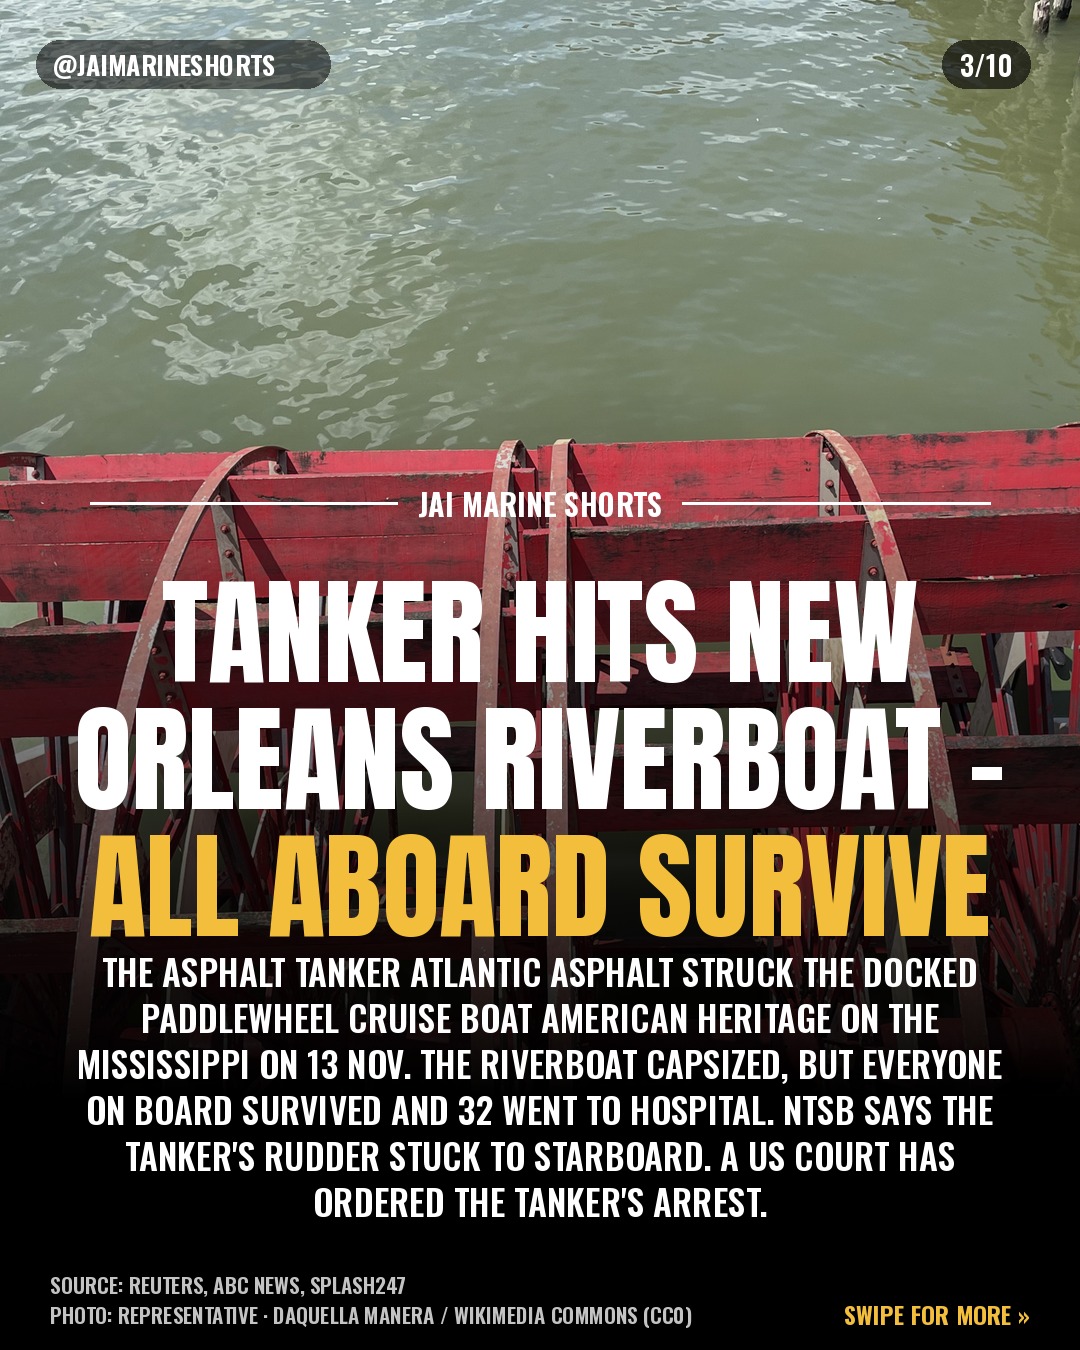 @JAIMARINESHORTS
3/10
JAI MARINE SHORTS
TANKER HITS NEW
ORLEANS RIVERBOAT -
ALL ABOARD SURVIVE
THE ASPHALT TANKER ATLANTIC ASPHALT STRUCK THE DOCKED
PADDLEWHEEL CRUISE BOAT AMERICAN HERITAGE ON THE
MISSISSIPPI ON 13 NOV. THE RIVERBOAT CAPSIZED, BUT EVERYONE
ON BOARD SURVIVED AND 32 WENT TO HOSPITAL. NTSB SAYS THE
TANKER'S RUDDER STUCK TO STARBOARD. A US COURT HAS
ORDERED THE TANKER'S ARREST.
SOURCE: REUTERS, ABC NEWS, SPLASH247
PHOTO: REPRESENTATIVE · DAQUELLA MANERA / WIKIMEDIA COMMONS (CC0)
SWIPE FOR MORE »